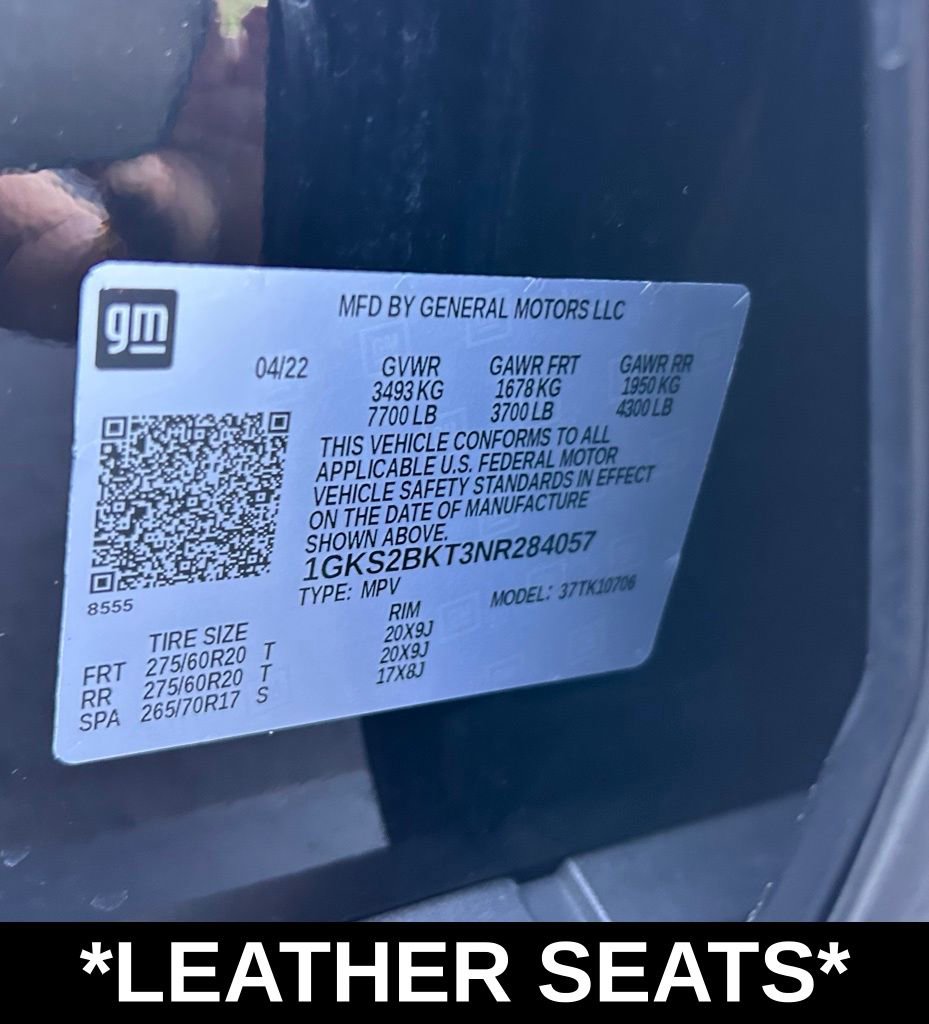 gm
MFD BY GENERAL MOTORS LLC
04/22 GVWR GAWR FRT GAWR RR
3493 KG 1678 KG 1950 KG
7700 LB 3700 LB 4300 LB
THIS VEHICLE CONFORMS TO ALL
APPLICABLE U.S. FEDERAL MOTOR
VEHICLE SAFETY STANDARDS IN EFFECT
ON THE DATE OF MANUFACTURE
SHOWN ABOVE.
1GKS2BKT3NR284057
8555
TYPE: MPV MODEL: 37TK10706
TIRE SIZE RIM
FRT 275/60R20 T 20X9J
RR 275/60R20 T 20X9J
SPA 265/70R17 S 17X8J
*LEATHER SEATS*